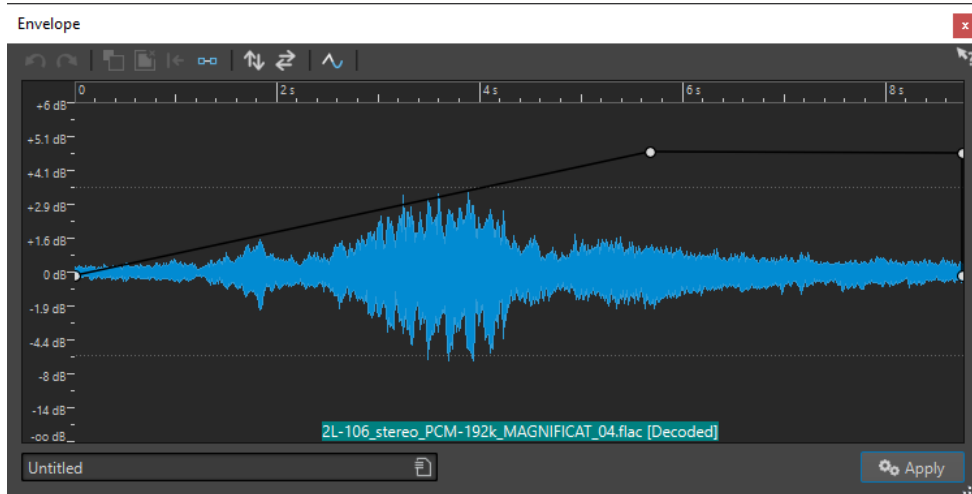 Envelope
x
0 2 s 4 s 6 s 8 s
+6 dB
+5.1 dB
+4.1 dB
+2.9 dB
+1.6 dB
0 dB
-1.9 dB
-4.4 dB
-8 dB
-14 dB
-oo dB
2L-106_stereo_PCM-192k_MAGNIFICAT_04.flac [Decoded]
Untitled
Apply